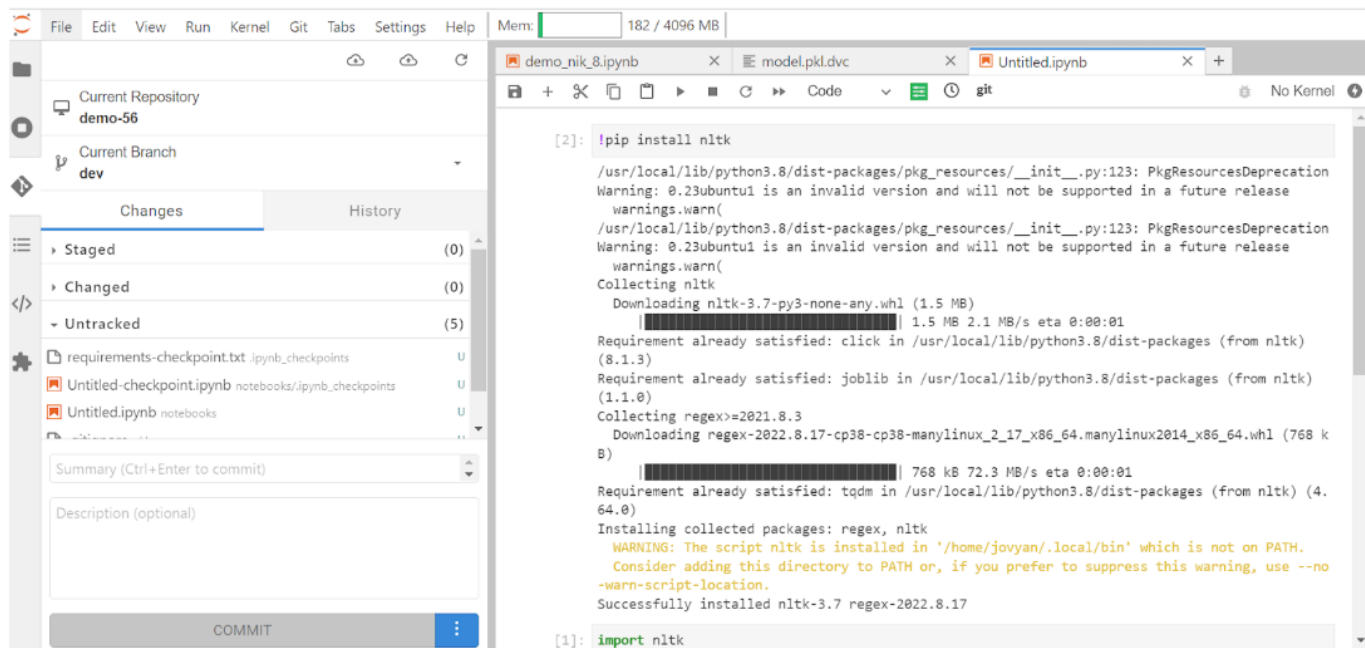 File Edit View Run Kernel Git Tabs Settings Help
Mem: 182 / 4096 MB
Current Repository
demo-56
Current Branch
dev
Changes History
Staged (0)
Changed (0)
Untracked (5)
requirements-checkpoint.txt .ipynb_checkpoints U
Untitled-checkpoint.ipynb notebooks/.ipynb_checkpoints U
Untitled.ipynb notebooks U
Summary (Ctrl+Enter to commit)
Description (optional)
COMMIT
demo_nik_8.ipynb model.pkl.dvc Untitled.ipynb
Code git No Kernel
[2]: !pip install nltk
/usr/local/lib/python3.8/dist-packages/pkg_resources/__init__.py:123: PkgResourcesDeprecation
Warning: 0.23ubuntu1 is an invalid version and will not be supported in a future release
warnings.warn(
/usr/local/lib/python3.8/dist-packages/pkg_resources/__init__.py:123: PkgResourcesDeprecation
Warning: 0.23ubuntu1 is an invalid version and will not be supported in a future release
warnings.warn(
Collecting nltk
Downloading nltk-3.7-py3-none-any.whl (1.5 MB)
| | 1.5 MB 2.1 MB/s eta 0:00:01
Requirement already satisfied: click in /usr/local/lib/python3.8/dist-packages (from nltk)
(8.1.3)
Requirement already satisfied: joblib in /usr/local/lib/python3.8/dist-packages (from nltk)
(1.1.0)
Collecting regex>=2021.8.3
Downloading regex-2022.8.17-cp38-cp38-manylinux_2_17_x86_64.manylinux2014_x86_64.whl (768 k
B)
| | 768 kB 72.3 MB/s eta 0:00:01
Requirement already satisfied: tqdm in /usr/local/lib/python3.8/dist-packages (from nltk) (4.
64.0)
Installing collected packages: regex, nltk
WARNING: The script nltk is installed in '/home/jovyan/.local/bin' which is not on PATH.
Consider adding this directory to PATH or, if you prefer to suppress this warning, use --no
-warn-script-location.
Successfully installed nltk-3.7 regex-2022.8.17
[1]: import nltk